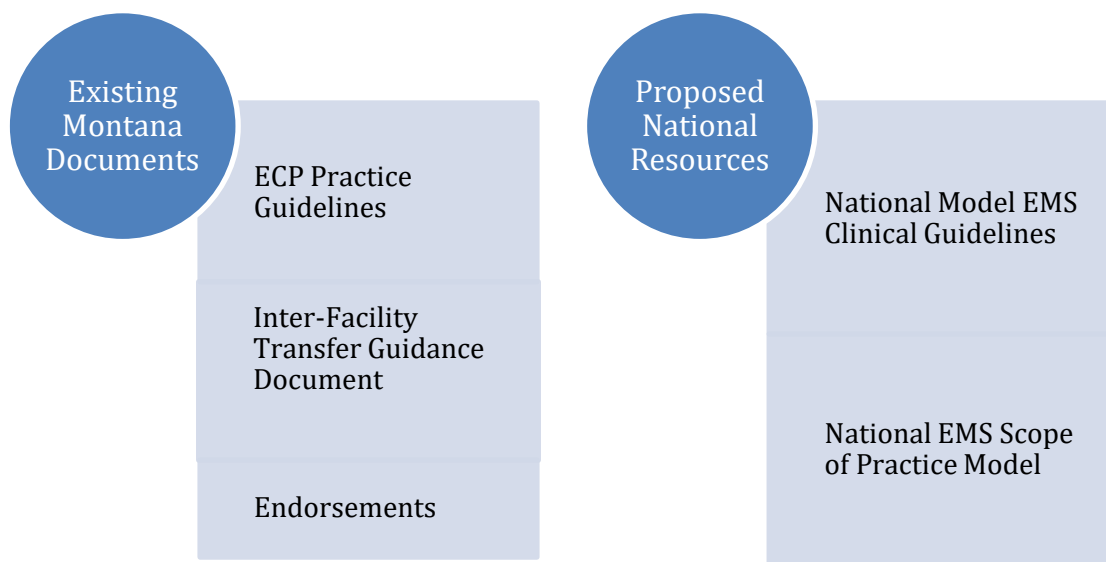 Existing
Montana
Documents
ECP Practice
Guidelines
Inter-Facility
Transfer Guidance
Document
Endorsements
Proposed
National
Resources
National Model EMS
Clinical Guidelines
National EMS Scope
of Practice Model